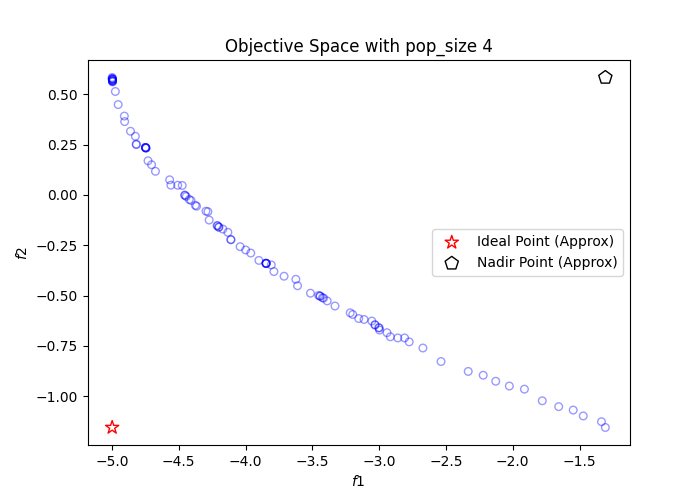 Objective Space with pop_size 4
0.50
0.25
0.00
−0.25
−0.50
−0.75
−1.00
f2
Ideal Point (Approx)
Nadir Point (Approx)
−5.0 −4.5 −4.0 −3.5 −3.0 −2.5 −2.0 −1.5
f1